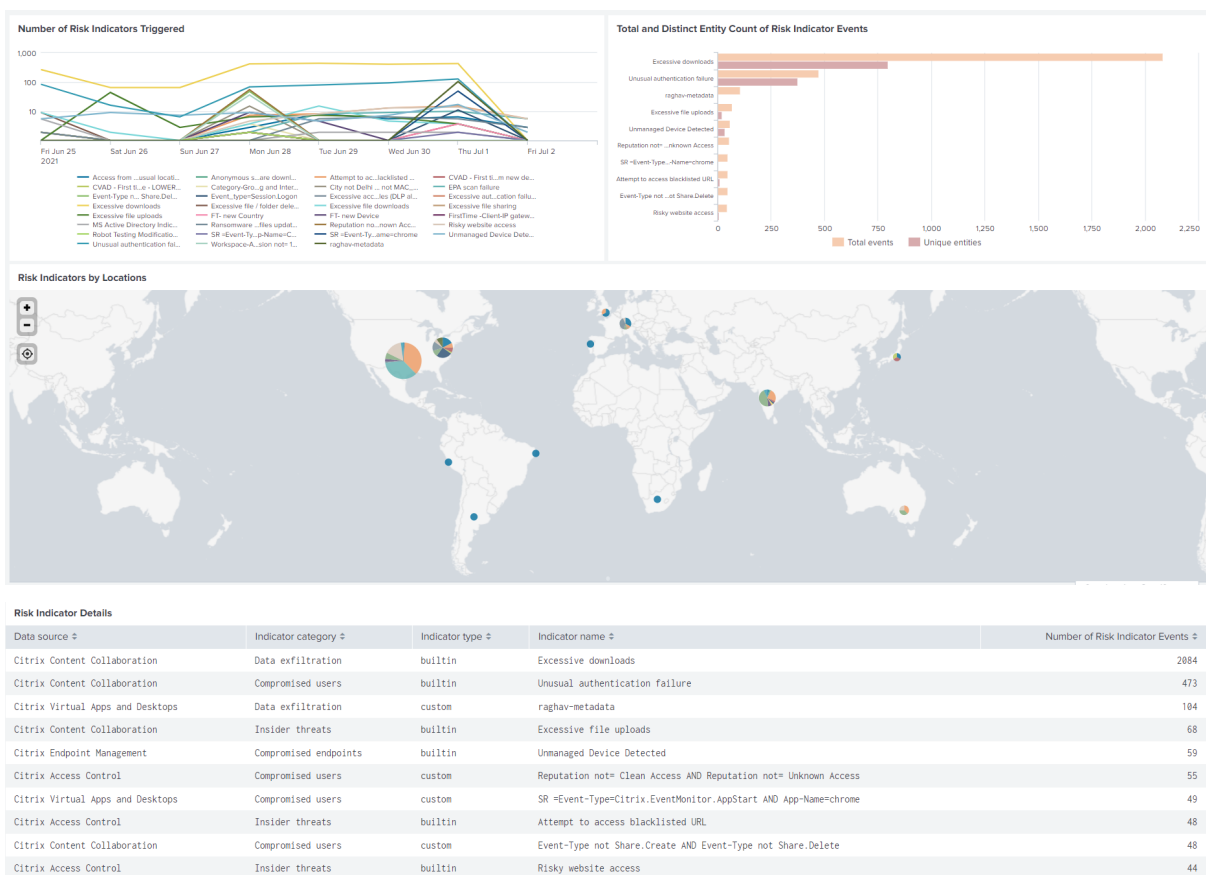 Number of Risk Indicators Triggered
1,000
100
10
Fri Jun 25
2021
Sat Jun 26
Sun Jun 27
Mon Jun 28
Tue Jun 29
Wed Jun 30
Thu Jul 1
Fri Jul 2
Access from ...usual locati...
Anonymous s...are downl...
Attempt to ac...lacklisted ...
CVAD - First ti...m new de...
CVAD - First ti...e - LOWER...
Category-Gro...g and Inter...
City not Delhi ... not MAC,...
EPA scan failure
Event-Type n... Share.Del...
Event_type=Session.Logon
Excessive acc...les (DLP al...
Excessive aut...cation failu...
Excessive downloads
Excessive file / folder dele...
Excessive file downloads
Excessive file sharing
Excessive file uploads
FT- new Country
FT- new Device
FirstTime -Client-IP gatew...
MS Active Directory Indic...
Ransomware ...files updat...
Reputation no...rown Acc...
Risky website access
Robot Testing Modificatio...
SR =Event-Ty...p-Name=C...
SR =Event-Ty...ame=chrome
Unmanaged Device Dete...
Unusual authentication fai...
Workspace-A...sion not= 1...
raghav-metadata
Total and Distinct Entity Count of Risk Indicator Events
Excessive downloads
Unusual authentication failure
raghav-metadata
Excessive file uploads
Unmanaged Device Detected
Reputation not= ...nknown Access
SR =Event-Type...-Name=chrome
Attempt to access blacklisted URL
Event-Type not ...ot Share.Delete
Risky website access
0 250 500 750 1,000 1,250 1,500 1,750 2,000 2,250
Total events Unique entities
Risk Indicators by Locations
+
−
Risk Indicator Details
Data source Indicator category Indicator type Indicator name Number of Risk Indicator Events
Citrix Content Collaboration Data exfiltration builtin Excessive downloads 2084
Citrix Content Collaboration Compromised users builtin Unusual authentication failure 473
Citrix Virtual Apps and Desktops Data exfiltration custom raghav-metadata 104
Citrix Content Collaboration Insider threats builtin Excessive file uploads 68
Citrix Endpoint Management Compromised endpoints builtin Unmanaged Device Detected 59
Citrix Access Control Compromised users custom Reputation not= Clean Access AND Reputation not= Unknown Access 55
Citrix Virtual Apps and Desktops Compromised users custom SR =Event-Type=Citrix.EventMonitor.AppStart AND App-Name=chrome 49
Citrix Access Control Insider threats builtin Attempt to access blacklisted URL 48
Citrix Content Collaboration Compromised users custom Event-Type not Share.Create AND Event-Type not Share.Delete 48
Citrix Access Control Insider threats builtin Risky website access 44